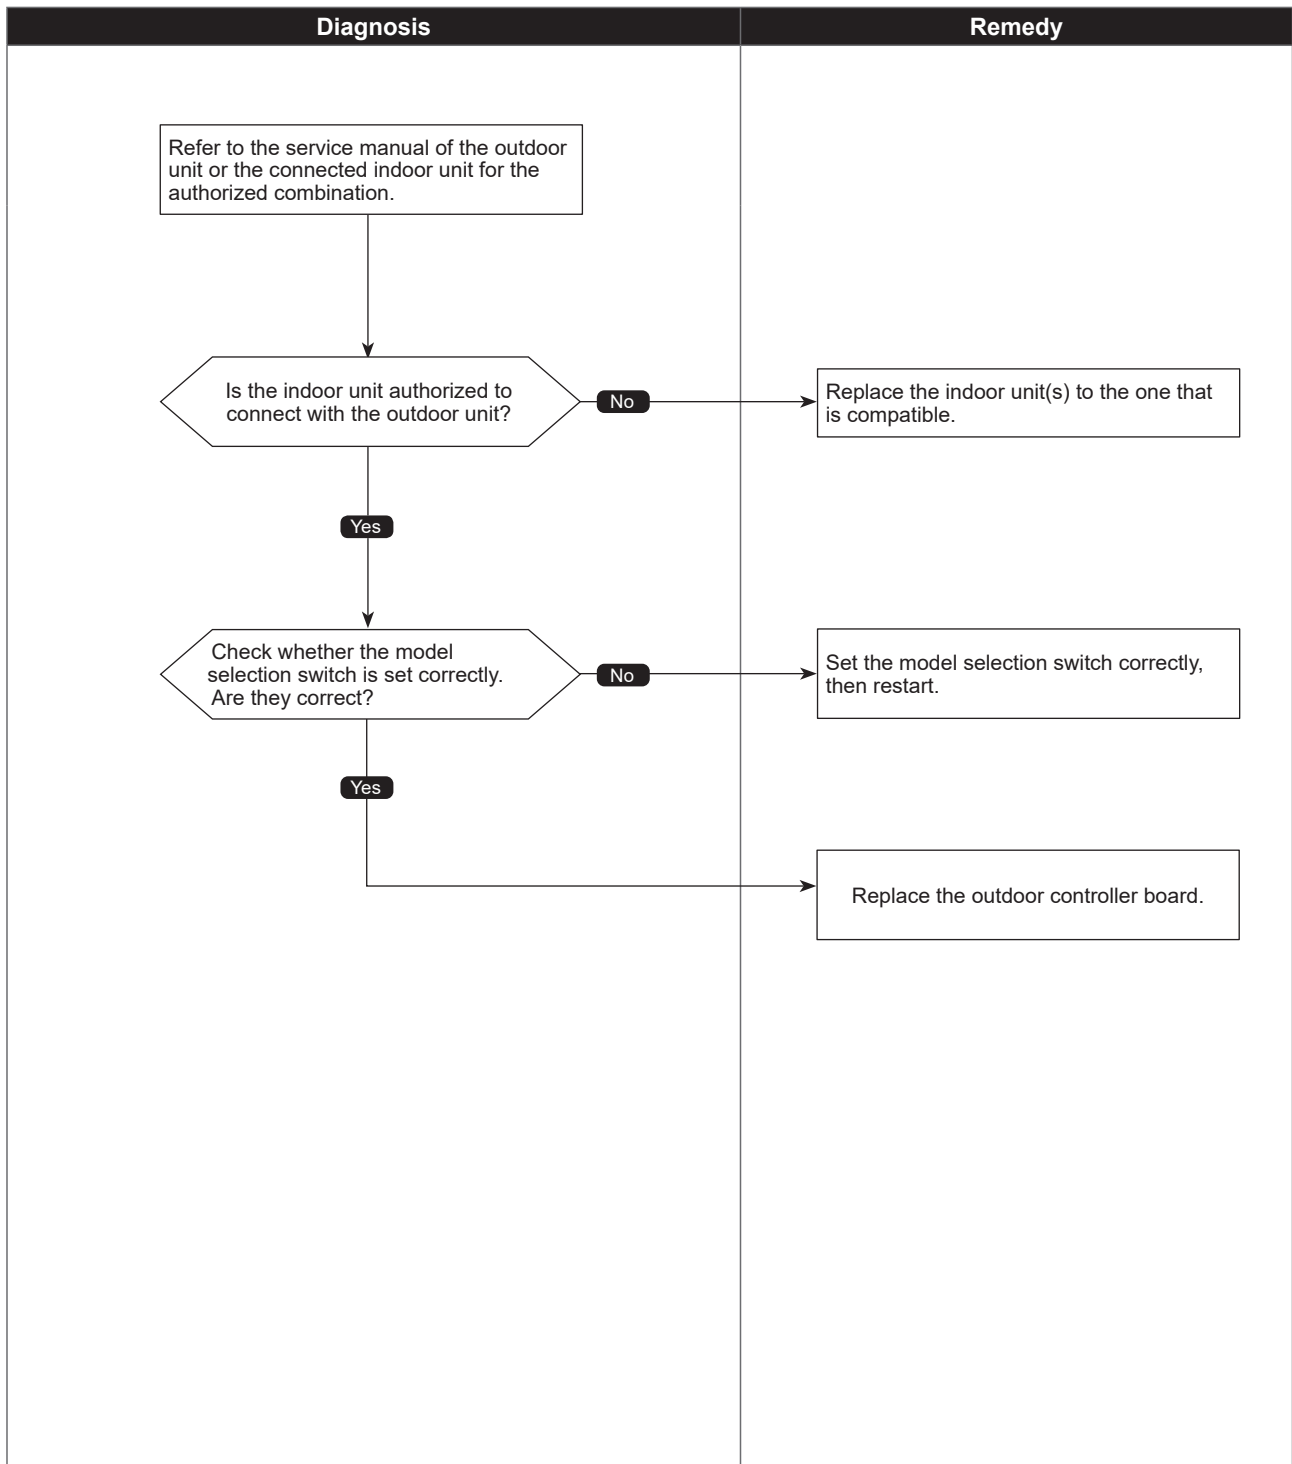 Diagnosis
Remedy
Refer to the service manual of the outdoor
unit or the connected indoor unit for the
authorized combination.
Is the indoor unit authorized to
connect with the outdoor unit?
No
Replace the indoor unit(s) to the one that
is compatible.
Yes
Check whether the model
selection switch is set correctly.
Are they correct?
No
Set the model selection switch correctly,
then restart.
Yes
Replace the outdoor controller board.